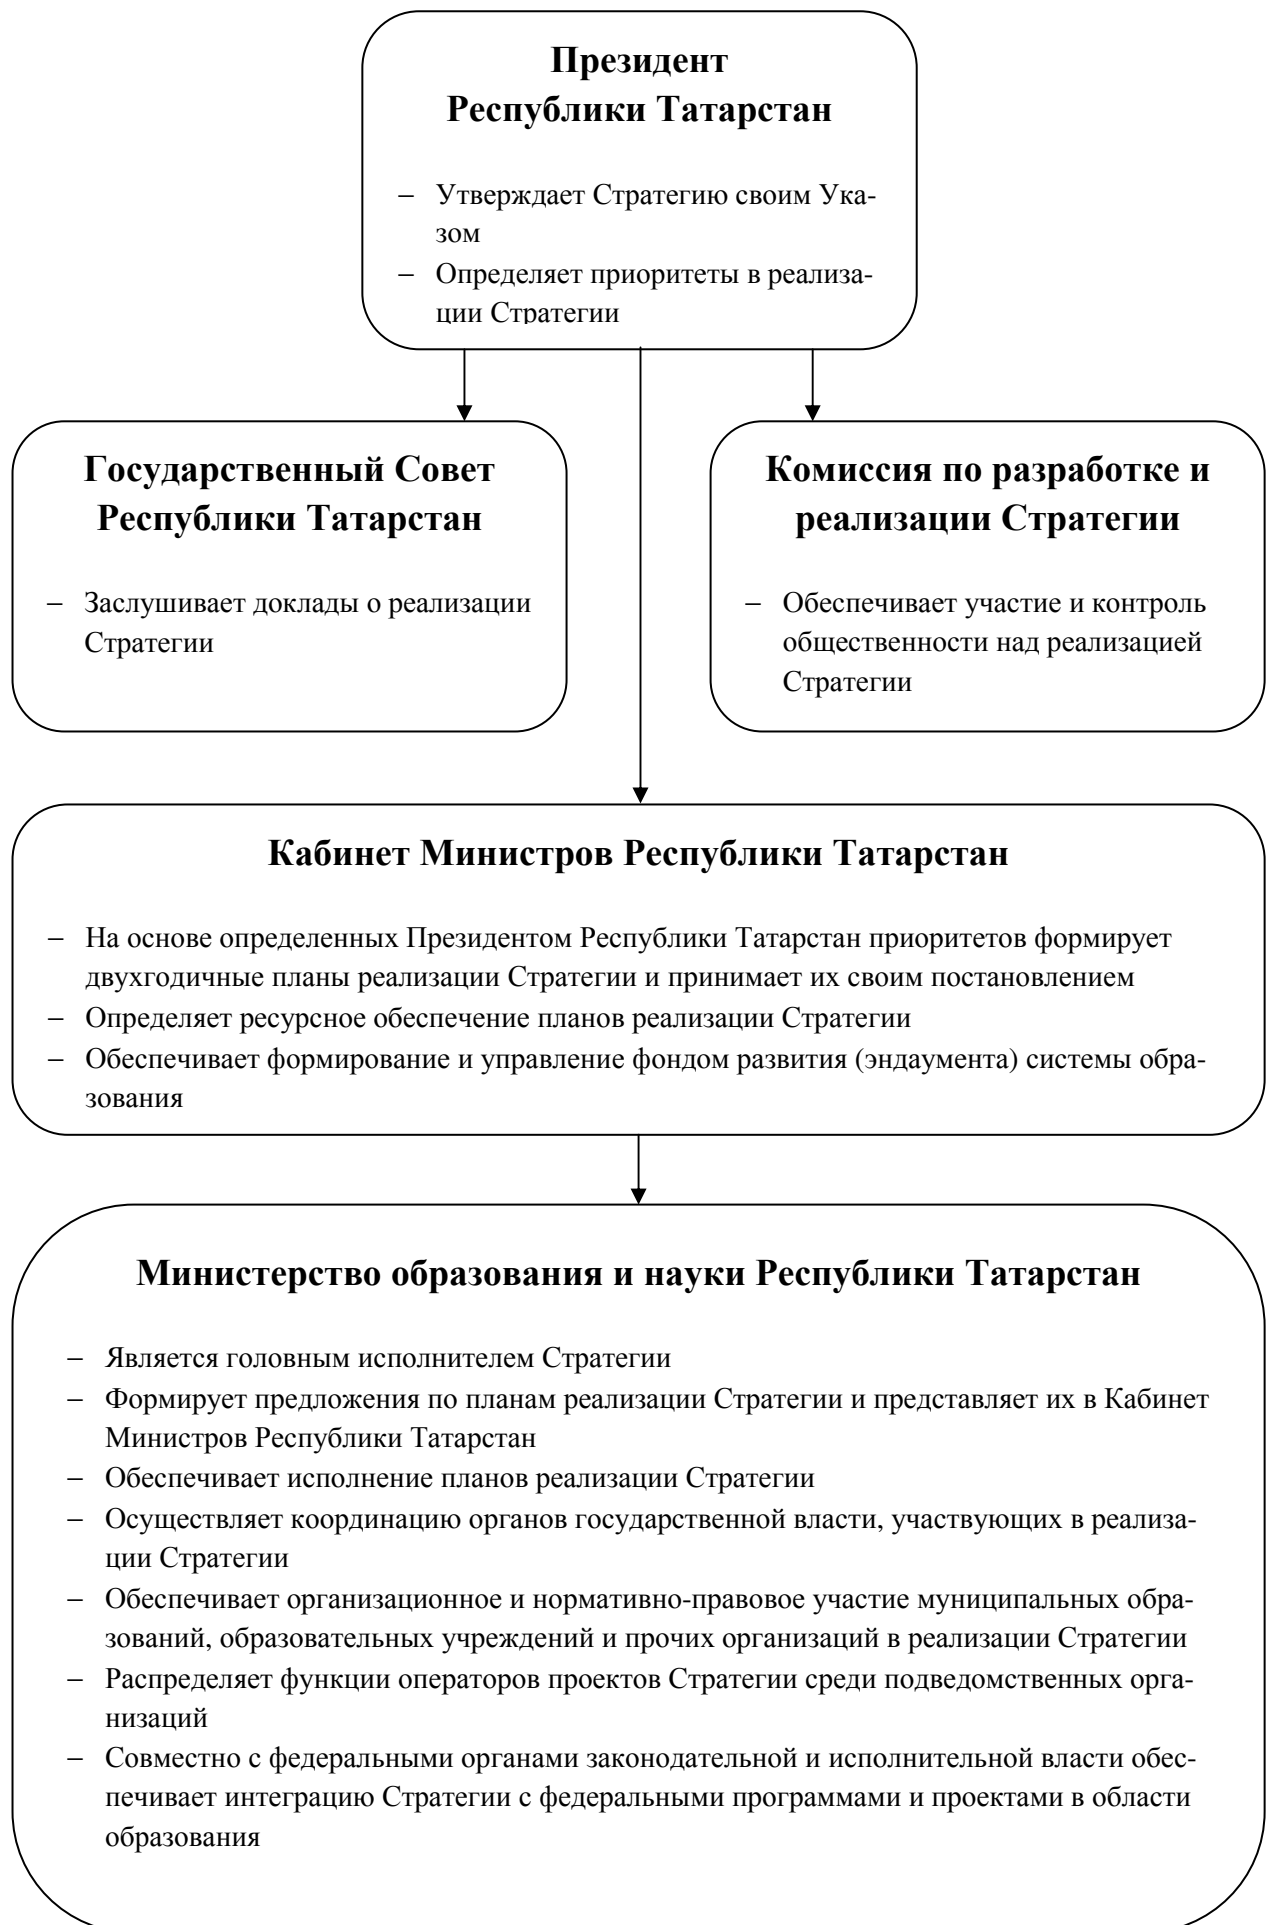 Президент
Республики Татарстан
– Утверждает Стратегию своим Ука-
зом
– Определяет приоритеты в реализа-
ции Стратегии
Государственный Совет
Республики Татарстан
– Заслушивает доклады о реализации
Стратегии
Комиссия по разработке и
реализации Стратегии
– Обеспечивает участие и контроль
общественности над реализацией
Стратегии
Кабинет Министров Республики Татарстан
– На основе определенных Президентом Республики Татарстан приоритетов формирует
двухгодичные планы реализации Стратегии и принимает их своим постановлением
– Определяет ресурсное обеспечение планов реализации Стратегии
– Обеспечивает формирование и управление фондом развития (эндаумента) системы обра-
зования
Министерство образования и науки Республики Татарстан
– Является головным исполнителем Стратегии
– Формирует предложения по планам реализации Стратегии и представляет их в Кабинет
Министров Республики Татарстан
– Обеспечивает исполнение планов реализации Стратегии
– Осуществляет координацию органов государственной власти, участвующих в реализа-
ции Стратегии
– Обеспечивает организационное и нормативно-правовое участие муниципальных обра-
зований, образовательных учреждений и прочих организаций в реализации Стратегии
– Распределяет функции операторов проектов Стратегии среди подведомственных орга-
низаций
– Совместно с федеральными органами законодательной и исполнительной власти обес-
печивает интеграцию Стратегии с федеральными программами и проектами в области
образования